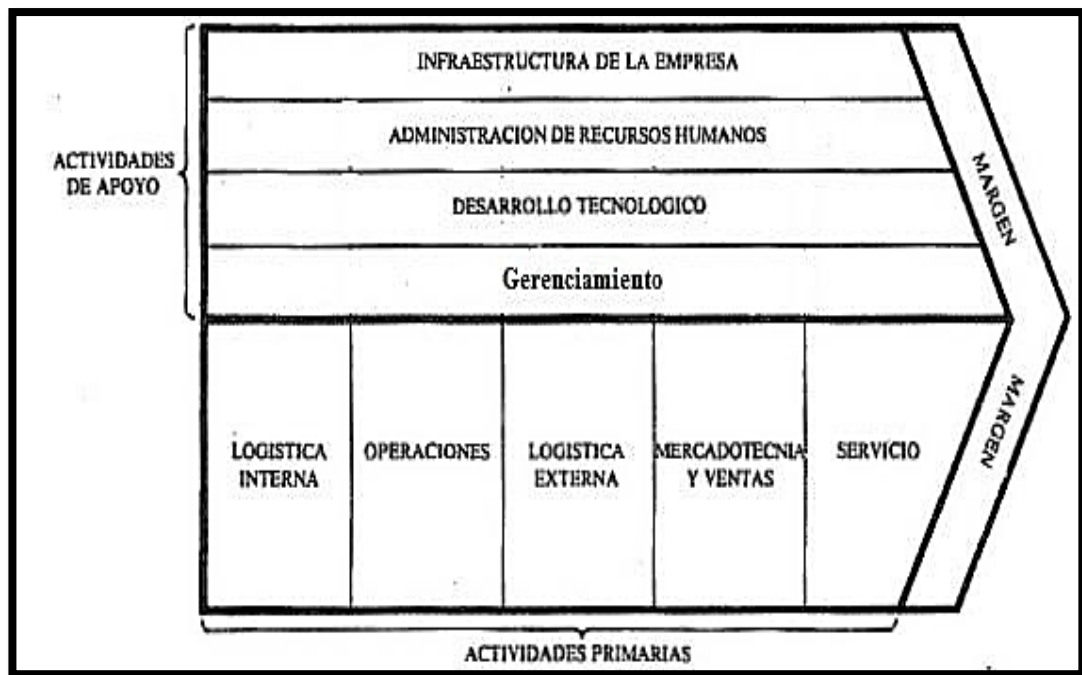 INFRAESTRUCTURA DE LA EMPRESA
ADMINISTRACION DE RECURSOS HUMANOS
ACTIVIDADES
DE APOYO
DESARROLLO TECNOLOGICO
Gerenciamiento
MARGEN
LOGISTICA
INTERNA
OPERACIONES
LOGISTICA
EXTERNA
MERCADOTECNIA
Y VENTAS
SERVICIO
MARGEN
ACTIVIDADES PRIMARIAS